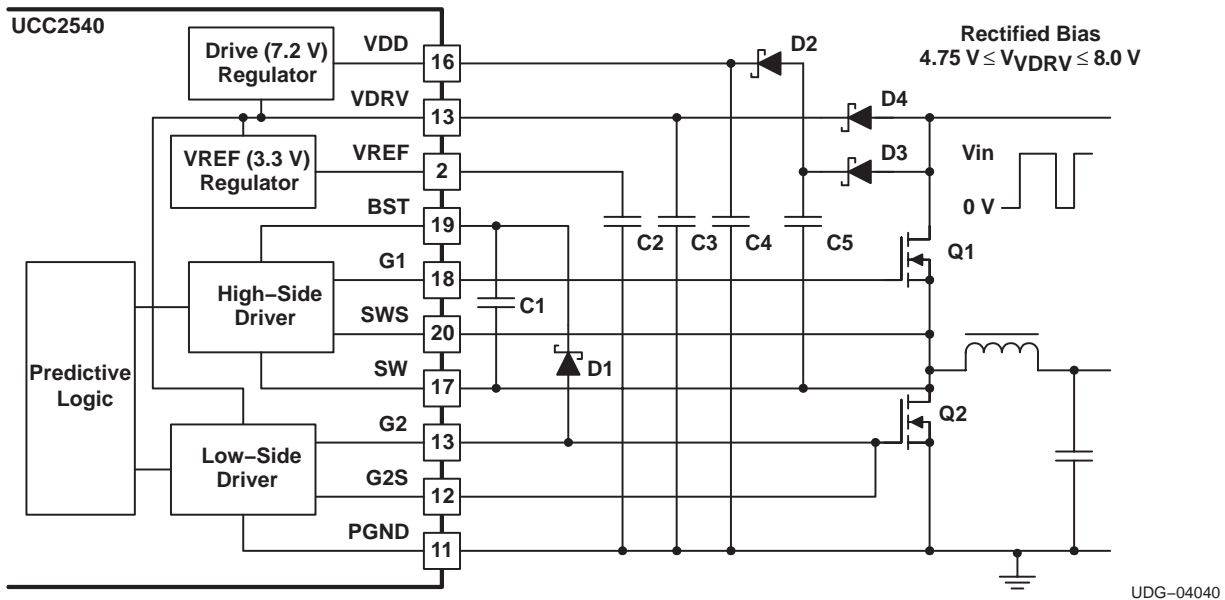 UCC2540
Drive (7.2 V)
Regulator
VDD
16
D2
Rectified Bias
4.75 V ≤ VVDRV ≤ 8.0 V
VDRV
13
D4
VREF (3.3 V)
Regulator
VREF
2
D3
Vin
0 V
BST
19
C2
C3
C4
C5
Q1
G1
18
High−Side
Driver
C1
SWS
20
Predictive
Logic
SW
17
D1
G2
13
Q2
Low−Side
Driver
G2S
12
PGND
11
UDG−04040